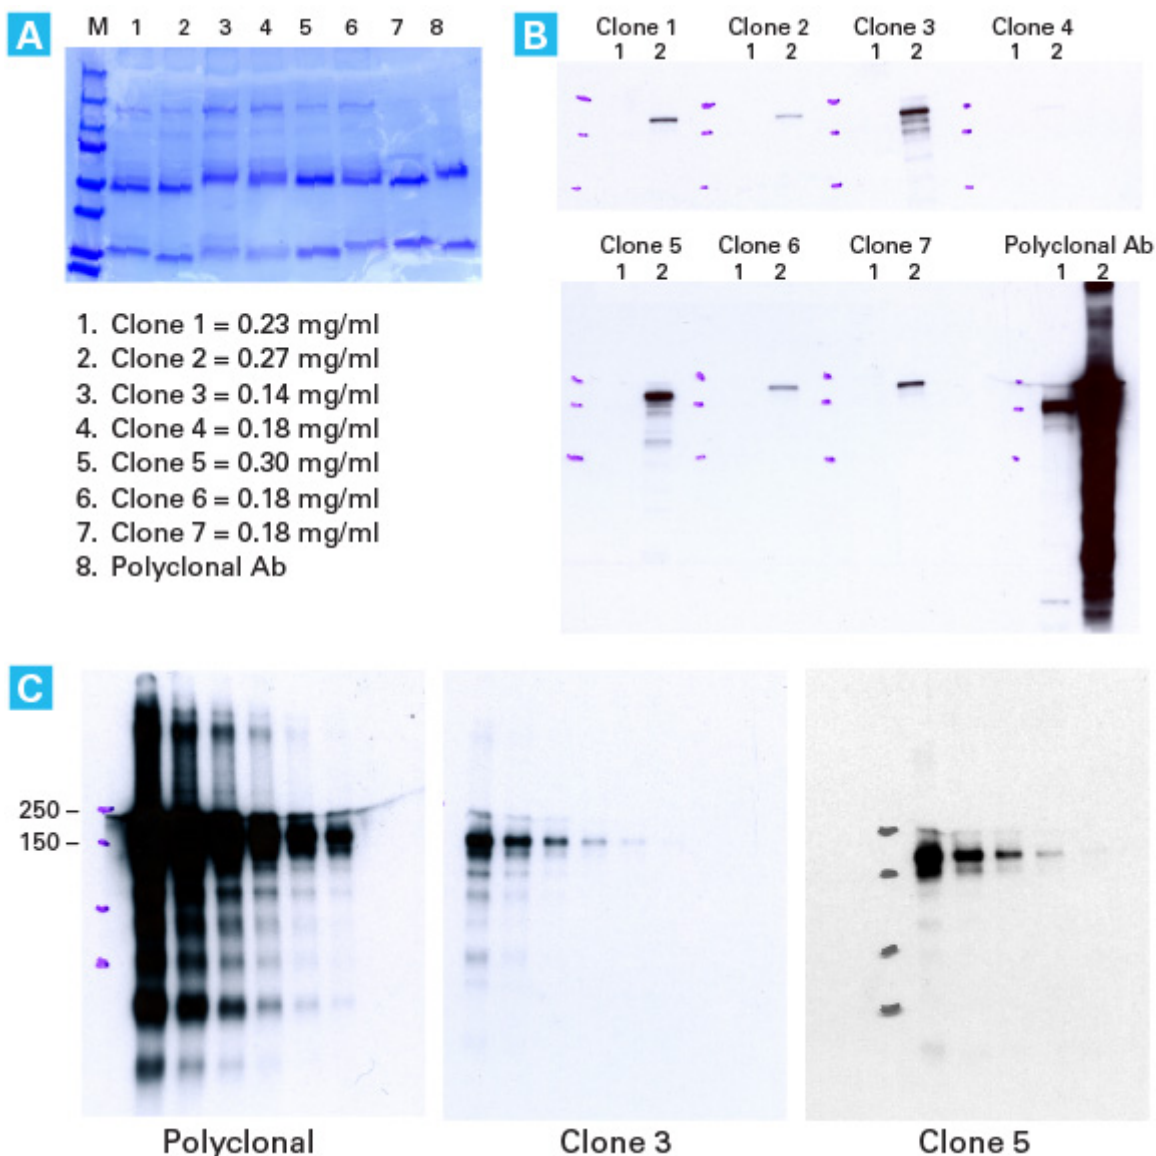 A
M 1 2 3 4 5 6 7 8
1. Clone 1 = 0.23 mg/ml
2. Clone 2 = 0.27 mg/ml
3. Clone 3 = 0.14 mg/ml
4. Clone 4 = 0.18 mg/ml
5. Clone 5 = 0.30 mg/ml
6. Clone 6 = 0.18 mg/ml
7. Clone 7 = 0.18 mg/ml
8. Polyclonal Ab
B
Clone 1 Clone 2 Clone 3 Clone 4
1 2 1 2 1 2 1 2
Clone 5 Clone 6 Clone 7 Polyclonal Ab
1 2 1 2 1 2 1 2
C
250 –
150 –
Polyclonal Clone 3 Clone 5